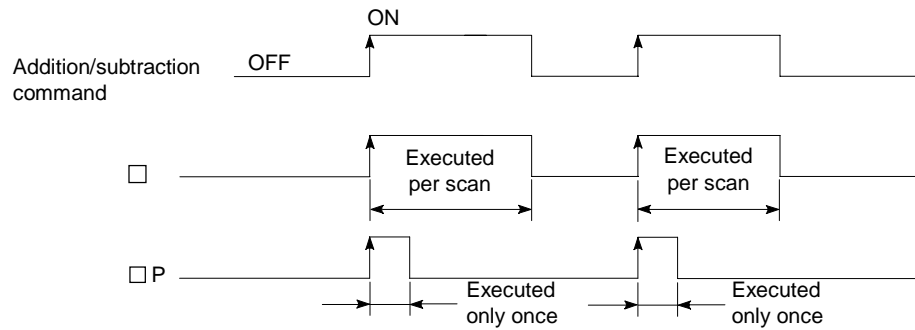 ON
OFF
Addition/subtraction
command
Executed
per scan
Executed
per scan
□
□ P
Executed
only once
Executed
only once